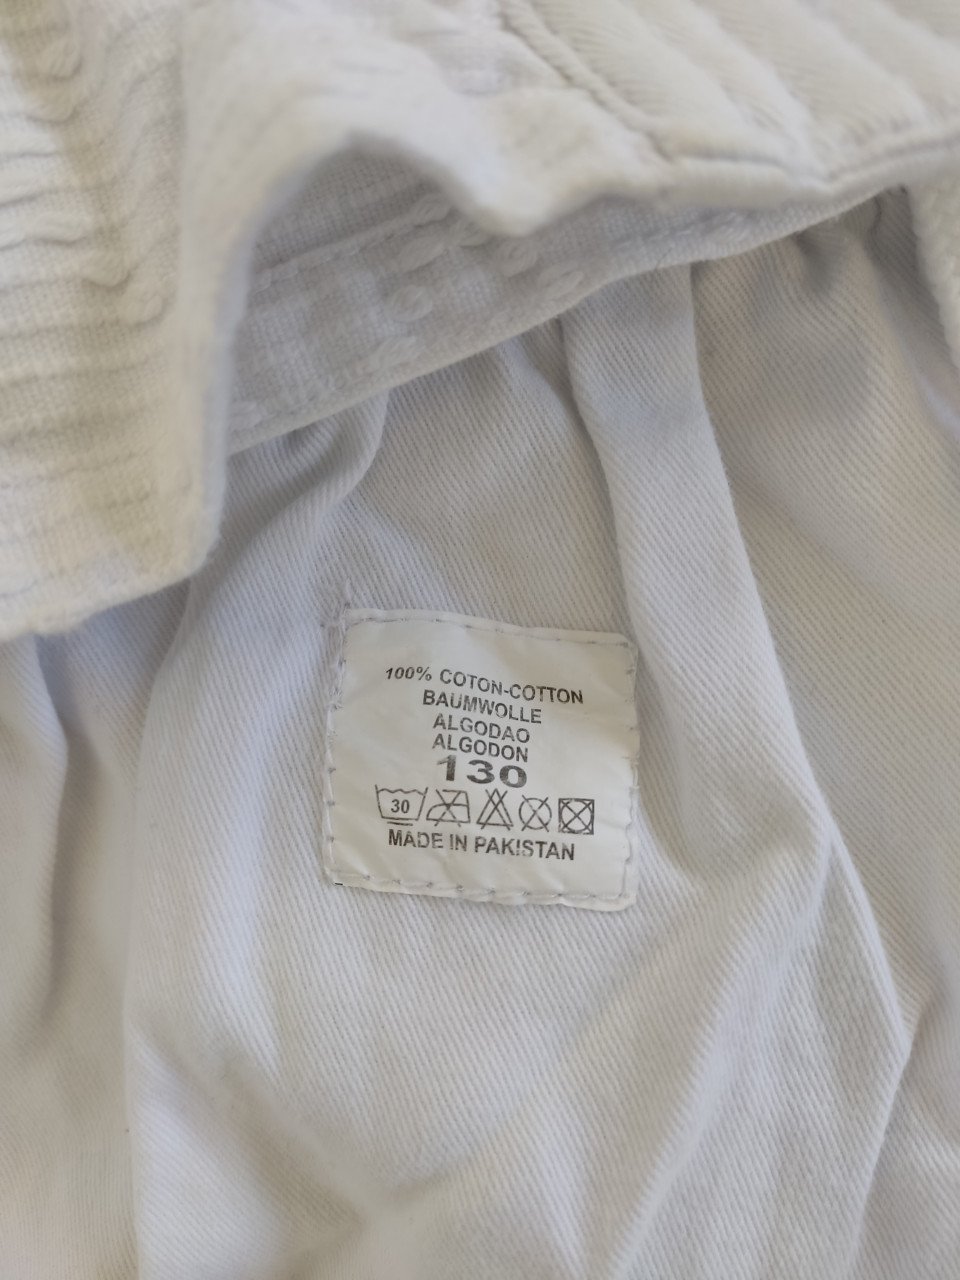 100% COTON-COTTON
BAUMWOLLE
ALGODAO
ALGODON
130
30
MADE IN PAKISTAN